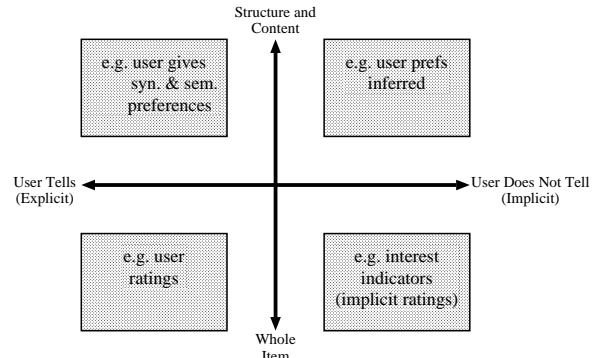 Structure and
Content
e.g. user gives
syn. & sem.
preferences
e.g. user prefs
inferred
User Tells
(Explicit)
User Does Not Tell
(Implicit)
e.g. user
ratings
e.g. interest
indicators
(implicit ratings)
Whole
Item